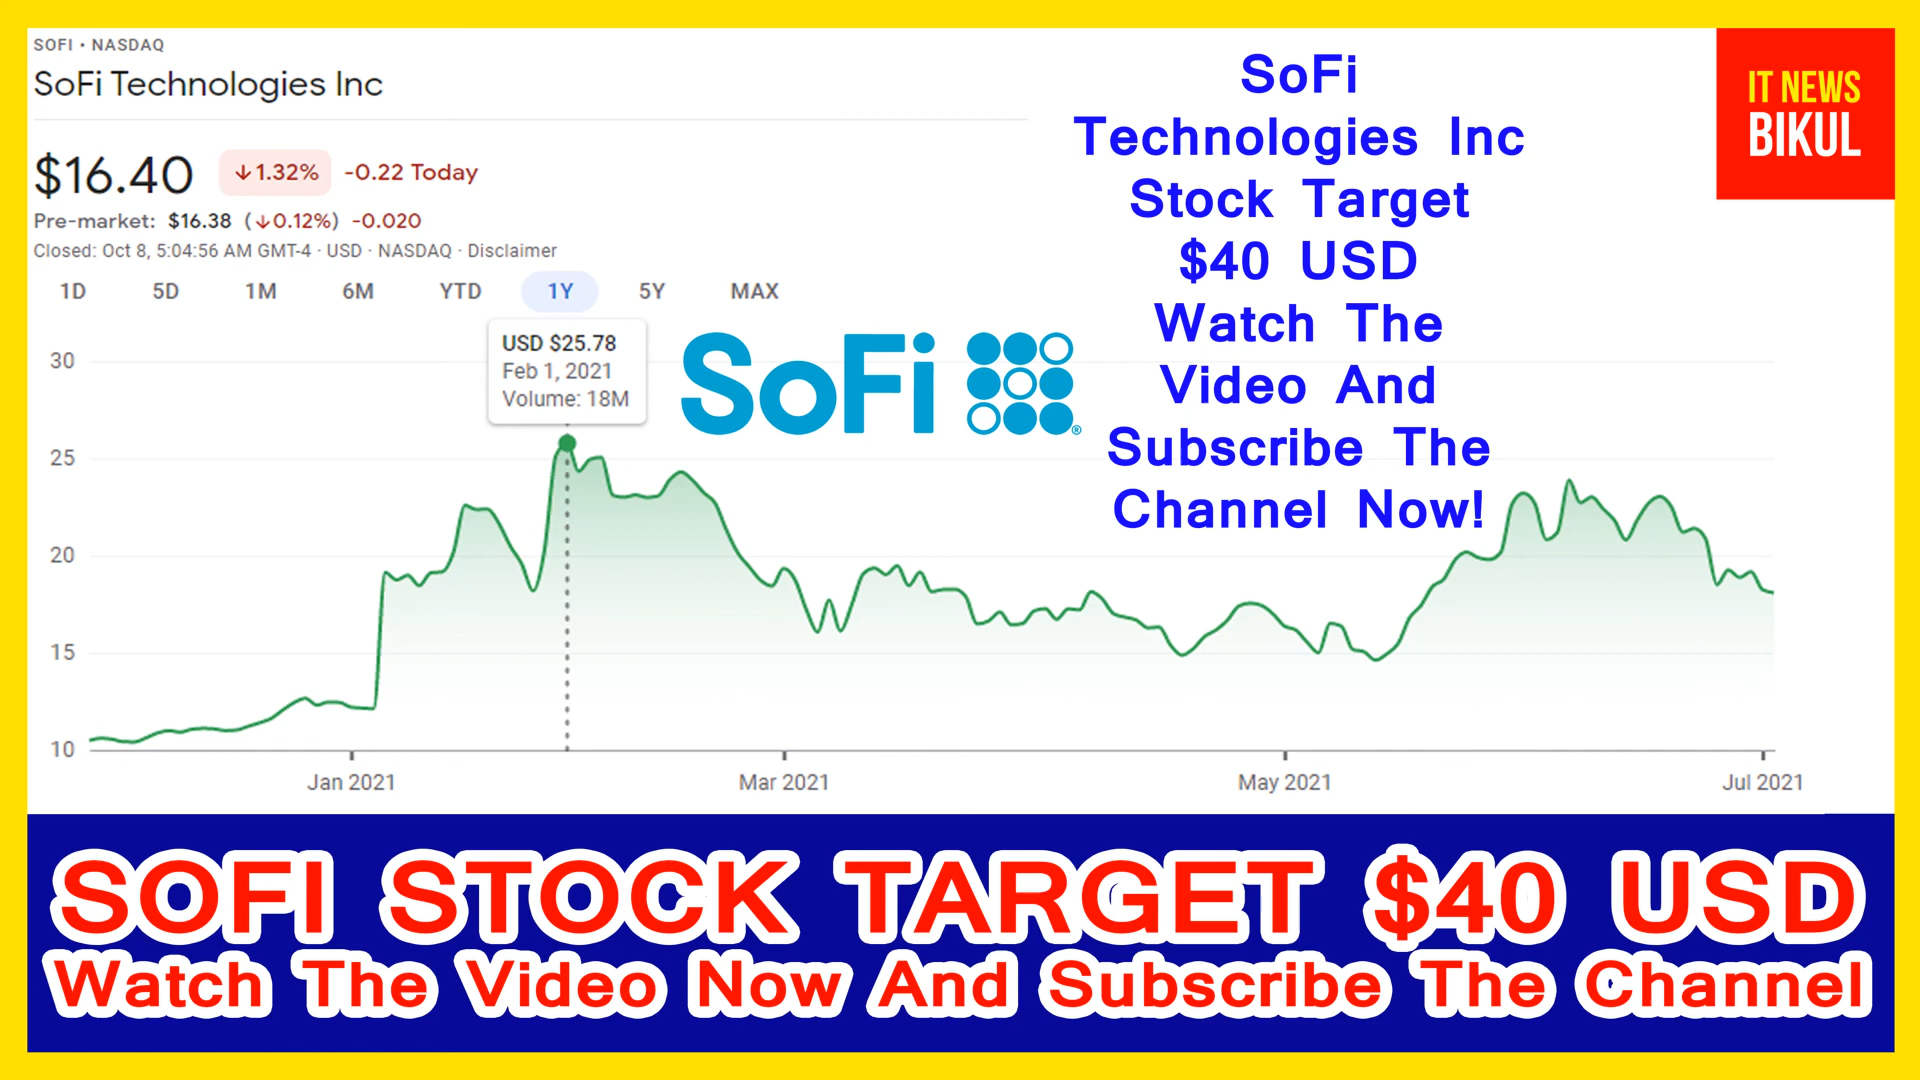 SOFI • NASDAQ
SoFi Technologies Inc
$16.40 ↓1.32% -0.22 Today
Pre-market: $16.38 (↓0.12%) -0.020
Closed: Oct 8, 5:04:56 AM GMT-4 · USD · NASDAQ · Disclaimer
1D 5D 1M 6M YTD 1Y 5Y MAX
USD $25.78
Feb 1, 2021
Volume: 18M
30
25
20
15
10
Jan 2021 Mar 2021 May 2021 Jul 2021
SoFi ®
SoFi
Technologies Inc
Stock Target
$40 USD
Watch The
Video And
Subscribe The
Channel Now!
IT NEWS
BIKUL
SOFI STOCK TARGET $40 USD
Watch The Video Now And Subscribe The Channel